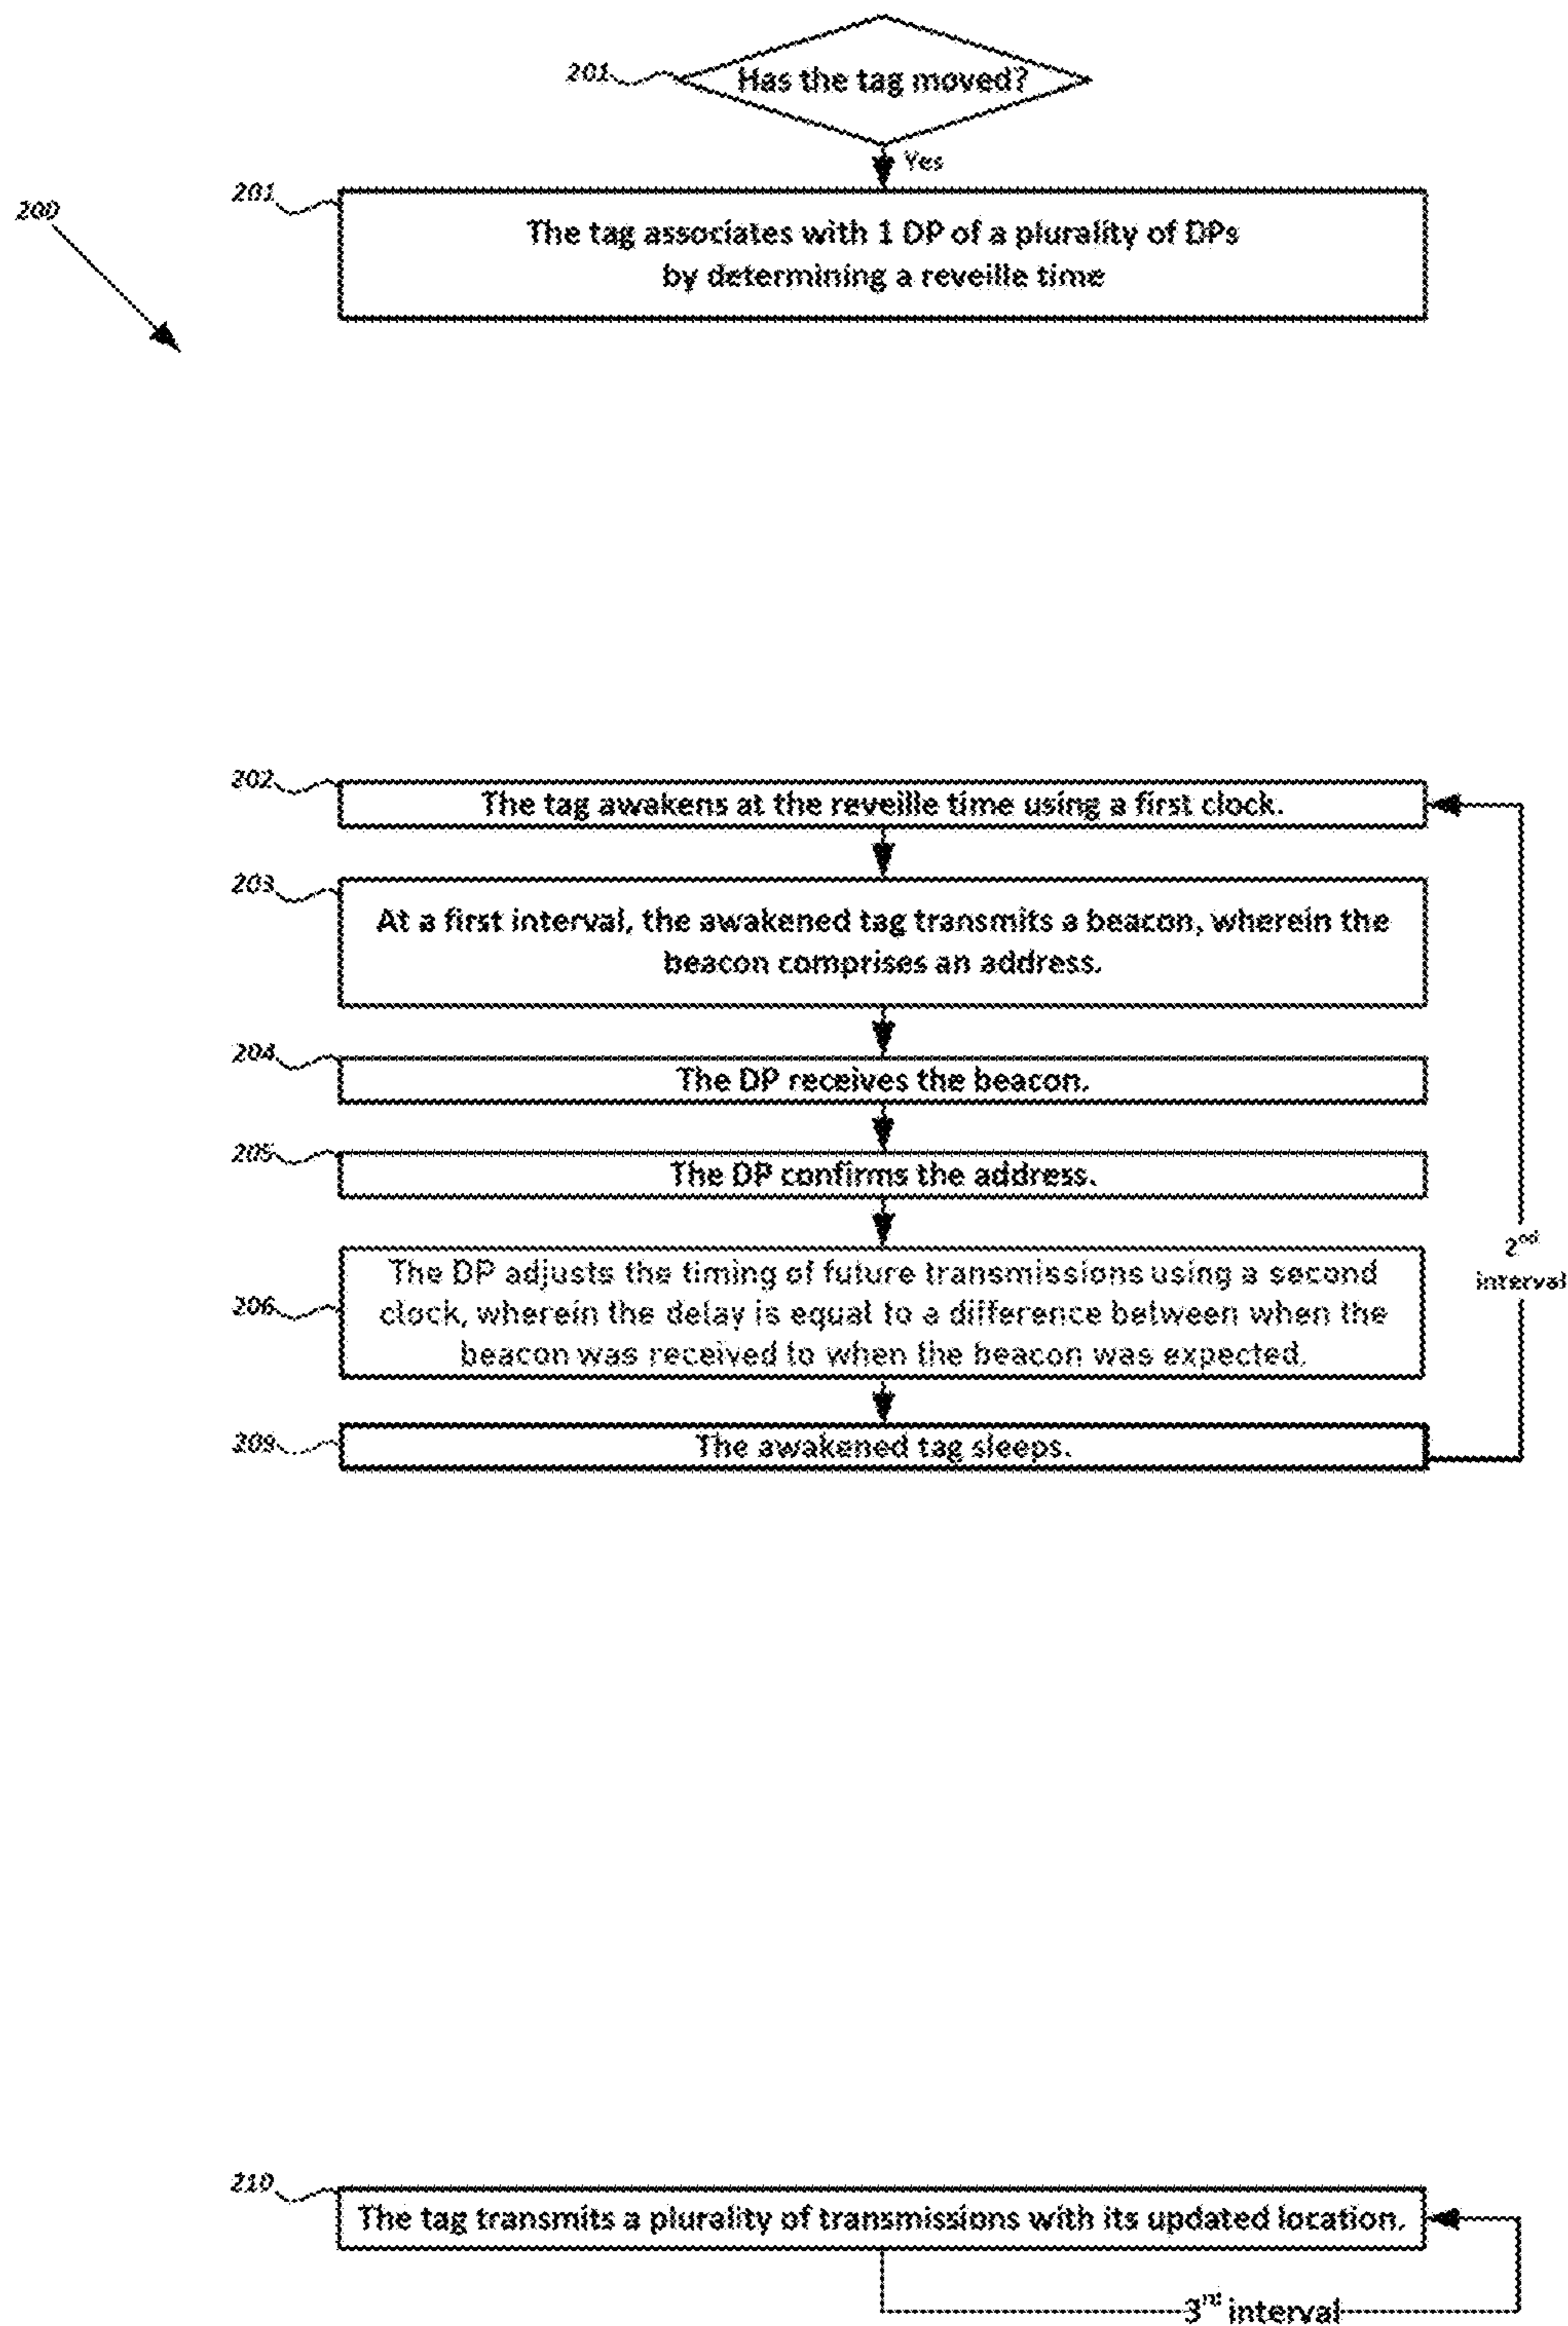 201
Has the tag moved?
Yes
201
200
The tag associates with 1 DP of a plurality of DPs
by determining a reveille time
202
The tag awakens at the reveille time using a first clock.
203
At a first interval, the awakened tag transmits a beacon, wherein the
beacon comprises an address.
204
The DP receives the beacon.
205
The DP confirms the address.
206
The DP adjusts the timing of future transmissions using a second
clock, wherein the delay is equal to a difference between when the
beacon was received to when the beacon was expected.
2nd
interval
209
The awakened tag sleeps.
210
The tag transmits a plurality of transmissions with its updated location.
3rd interval